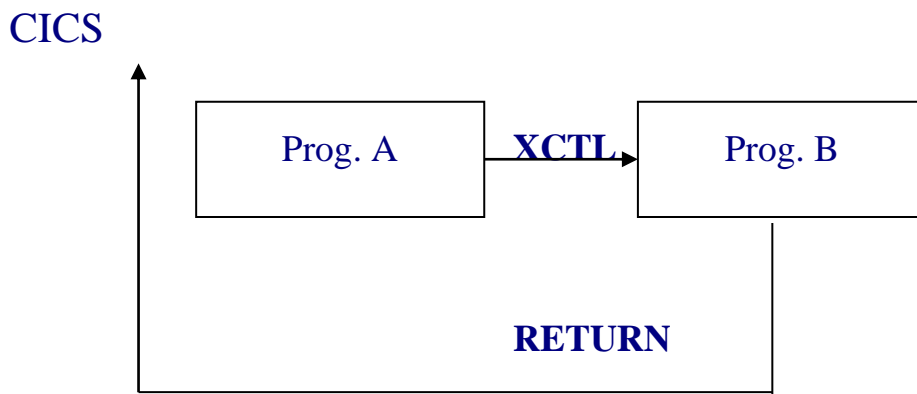 CICS
Prog. A
XCTL
Prog. B
RETURN